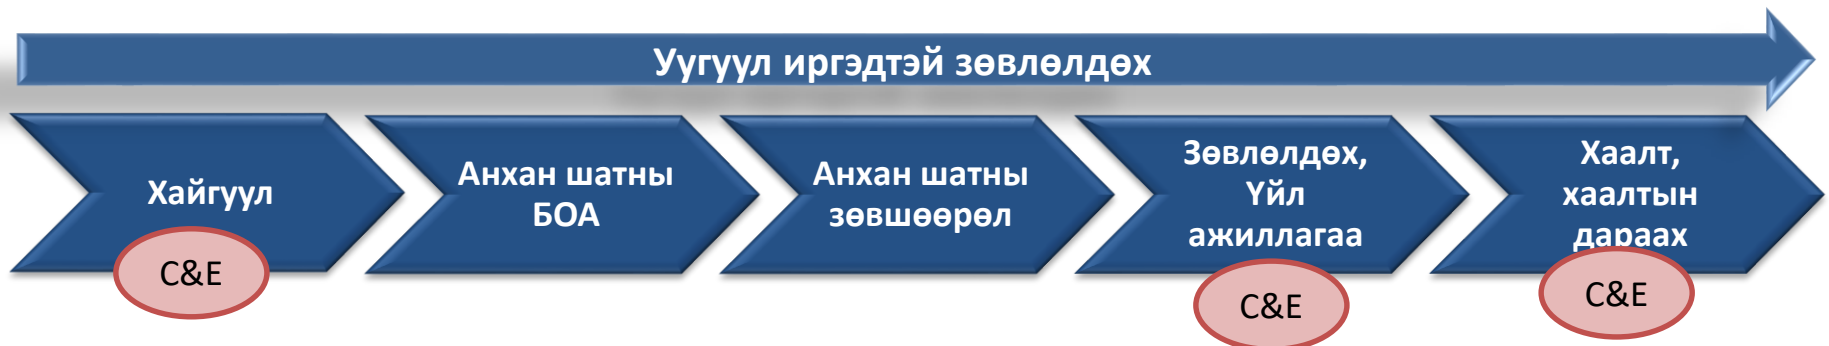 Уугуул иргэдтэй зөвлөлдөх
Хайгуул
C&E
Анхан шатны
БОА
Анхан шатны
зөвшөөрөл
Зөвлөлдөх,
Үйл
ажиллагаа
C&E
Хаалт,
хаалтын
дараах
C&E